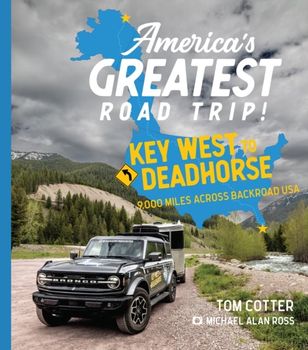 America's
GREATEST
ROAD TRIP!
KEY WEST TO
DEADHORSE
9,000 MILES ACROSS BACKROAD USA
BRONCO
TOM COTTER
MICHAEL ALAN ROSS